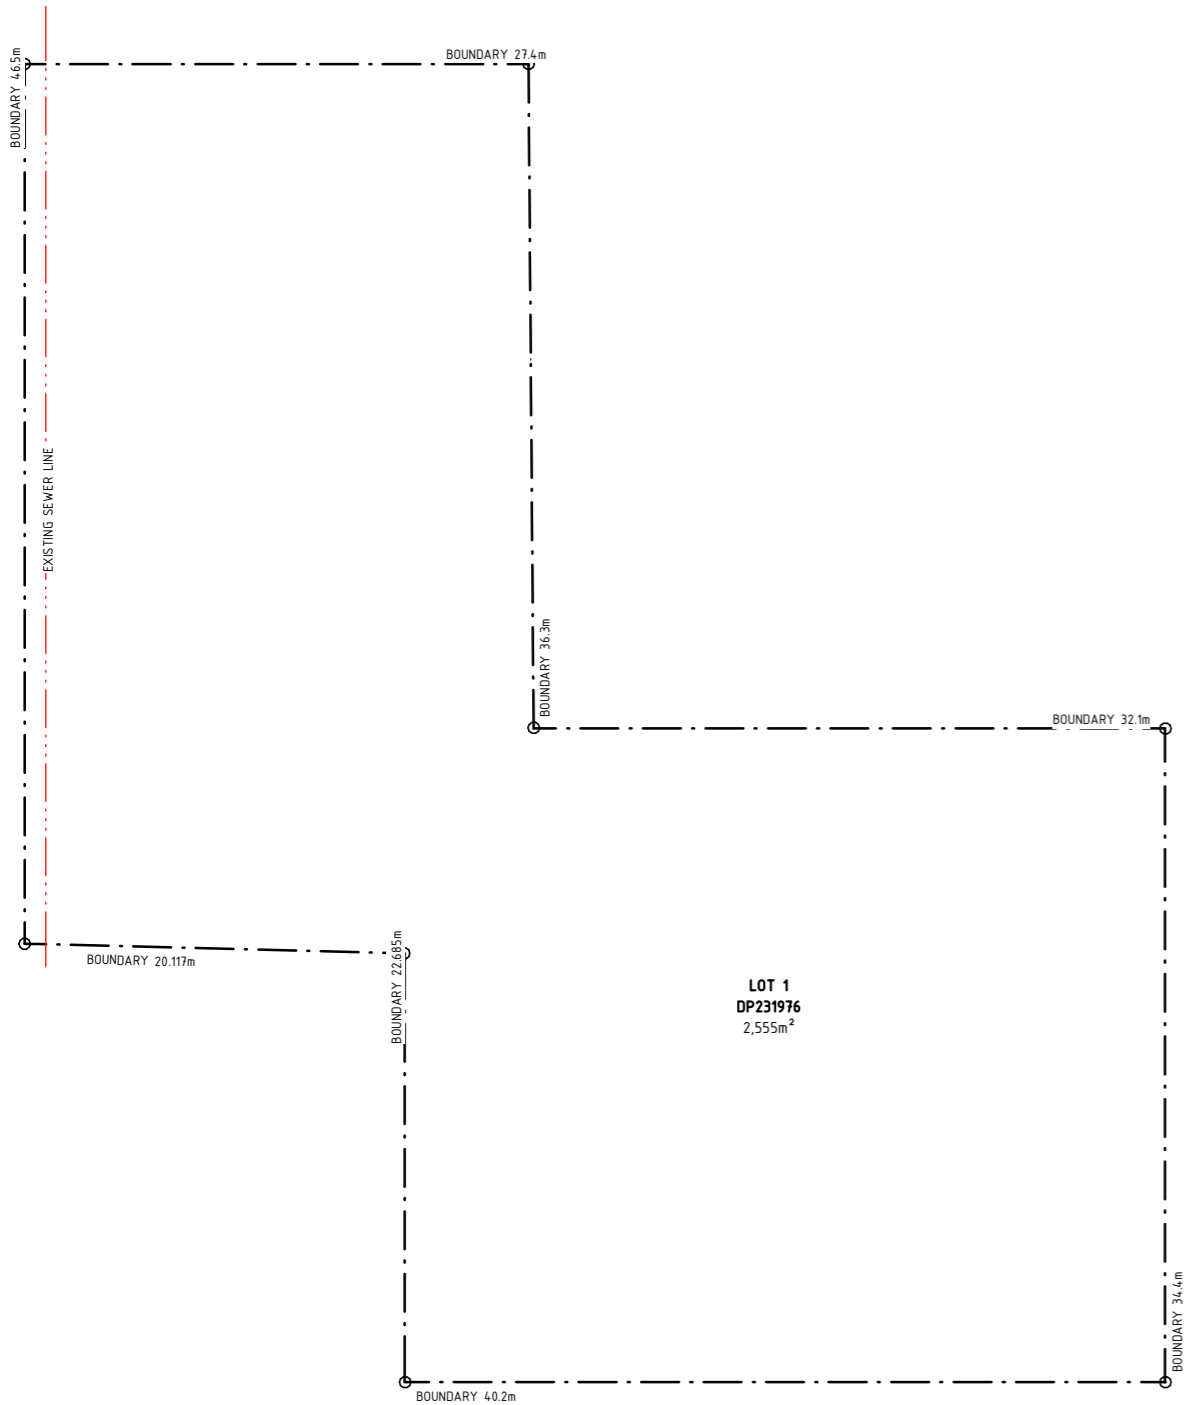 BOUNDARY 27.4m
BOUNDARY 46.5m
EXISTING SEWER LINE
BOUNDARY 36.3m
BOUNDARY 32.1m
BOUNDARY 20.117m
BOUNDARY 22.685m
LOT 1
DP231976
2,555m²
BOUNDARY 34.4m
BOUNDARY 40.2m